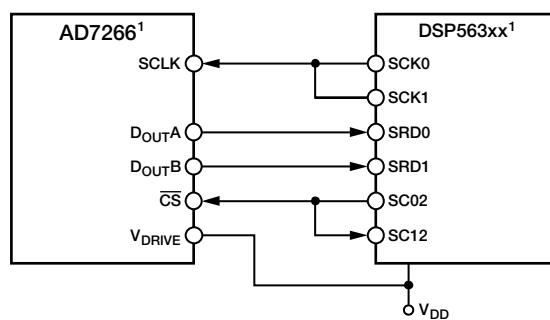 AD7266¹
DSP563xx¹
SCLK
SCK0
SCK1
DOUTA
SRD0
DOUTB
SRD1
CS
SC02
VDRIVE
SC12
VDD